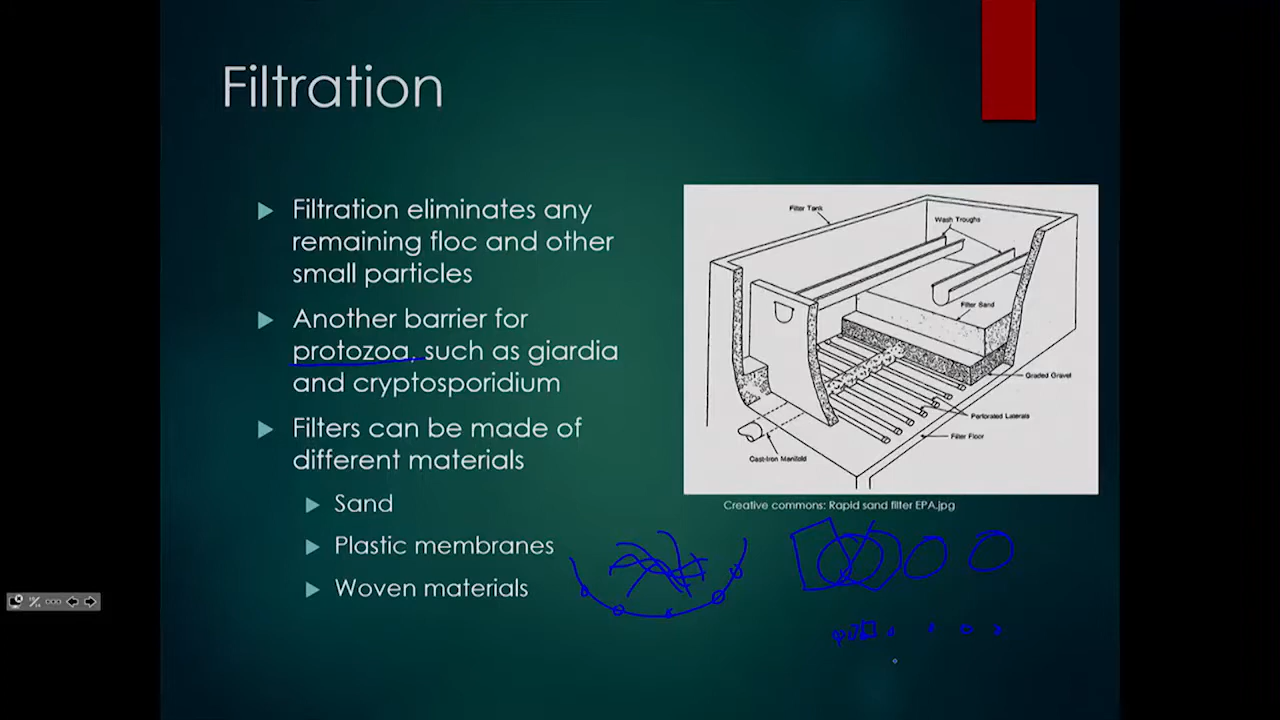 Filtration
Filtration eliminates any
remaining floc and other
small particles
Another barrier for
protozoa, such as giardia
and cryptosporidium
Filters can be made of
different materials
Sand
Plastic membranes
Woven materials
Filter Tank
Wash Troughs
Filter Sand
Graded Gravel
Perforated Laterals
Filter Floor
Cast-Iron Manifold
Creative commons: Rapid sand filter EPA.jpg